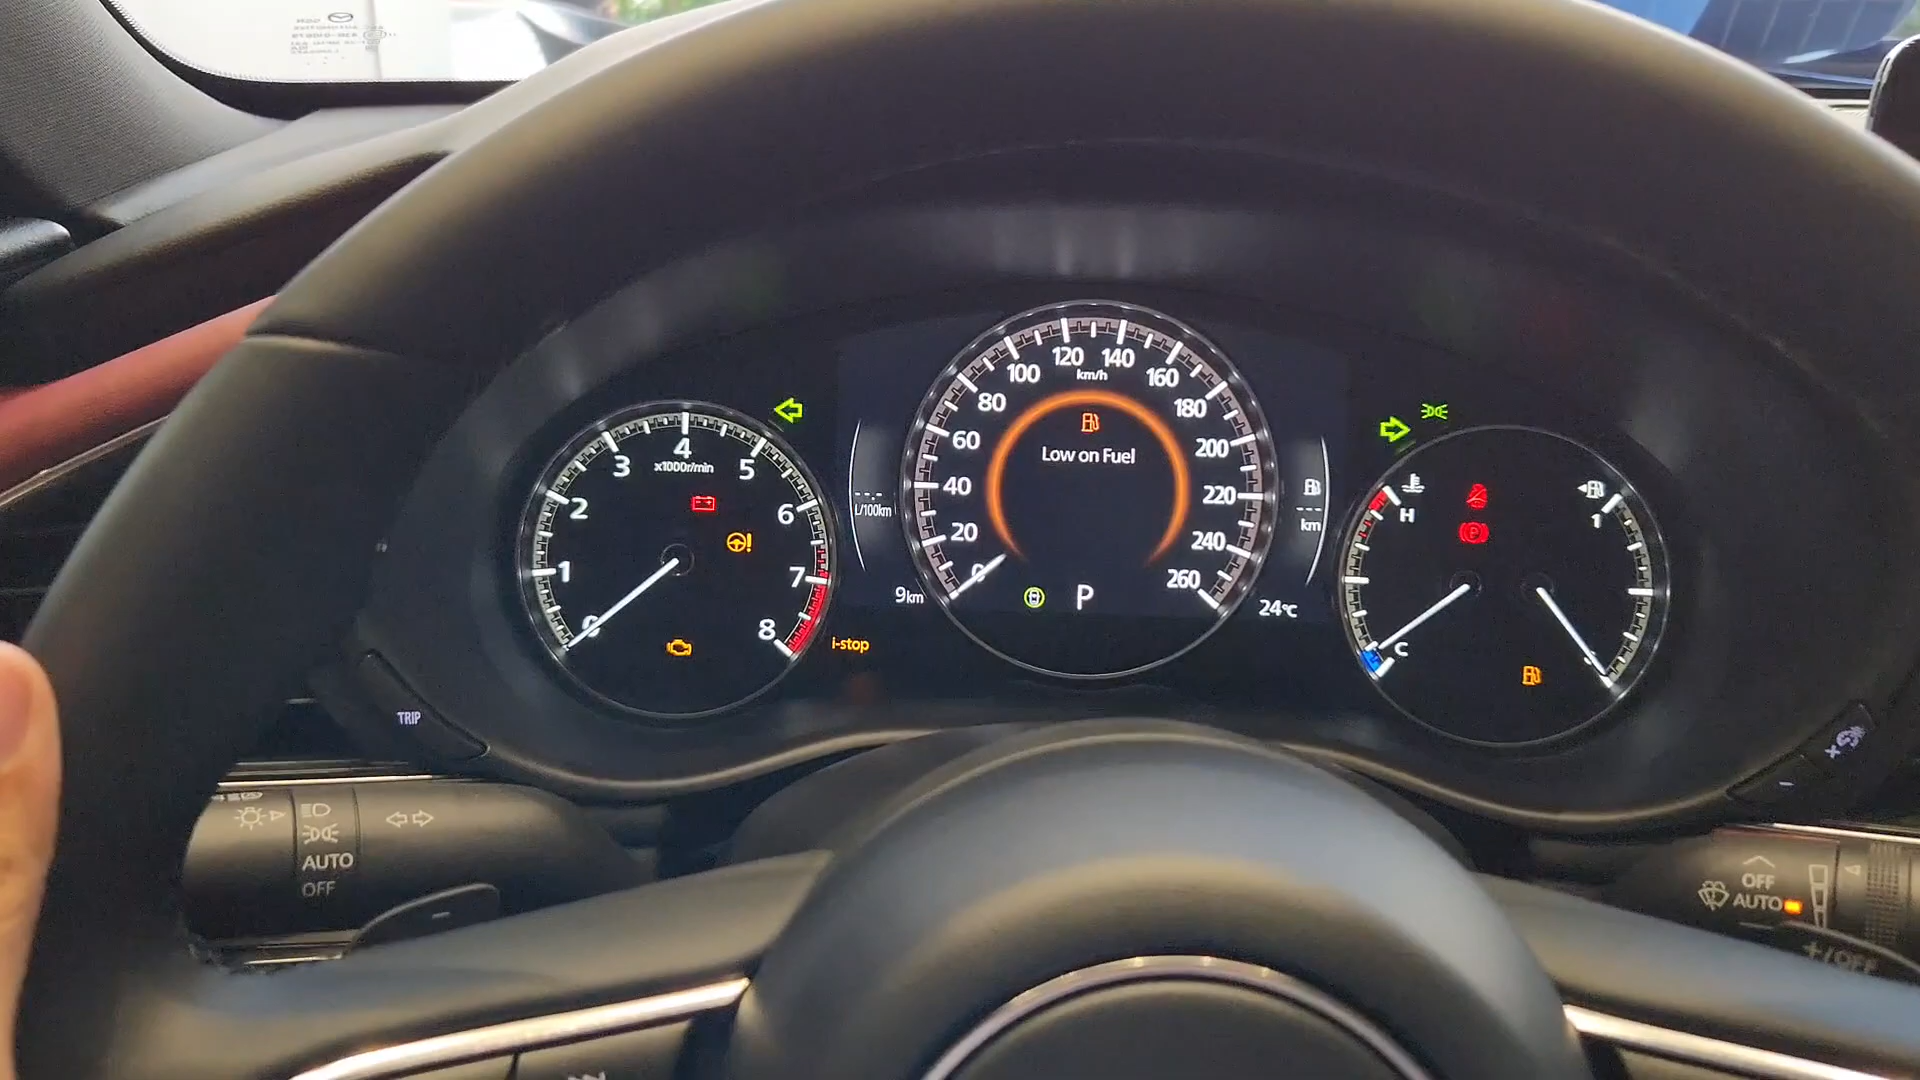 120 140
100 km/h 160
80 180
4
3 5
x1000r/min
60 Low on Fuel 200
2 6
40 220
H 1
L/100km
km
20 240
1 7
0 260
9km P 24℃
0 8
i-stop
C
TRIP
AUTO
OFF
OFF
AUTO
-
-
+/OFF